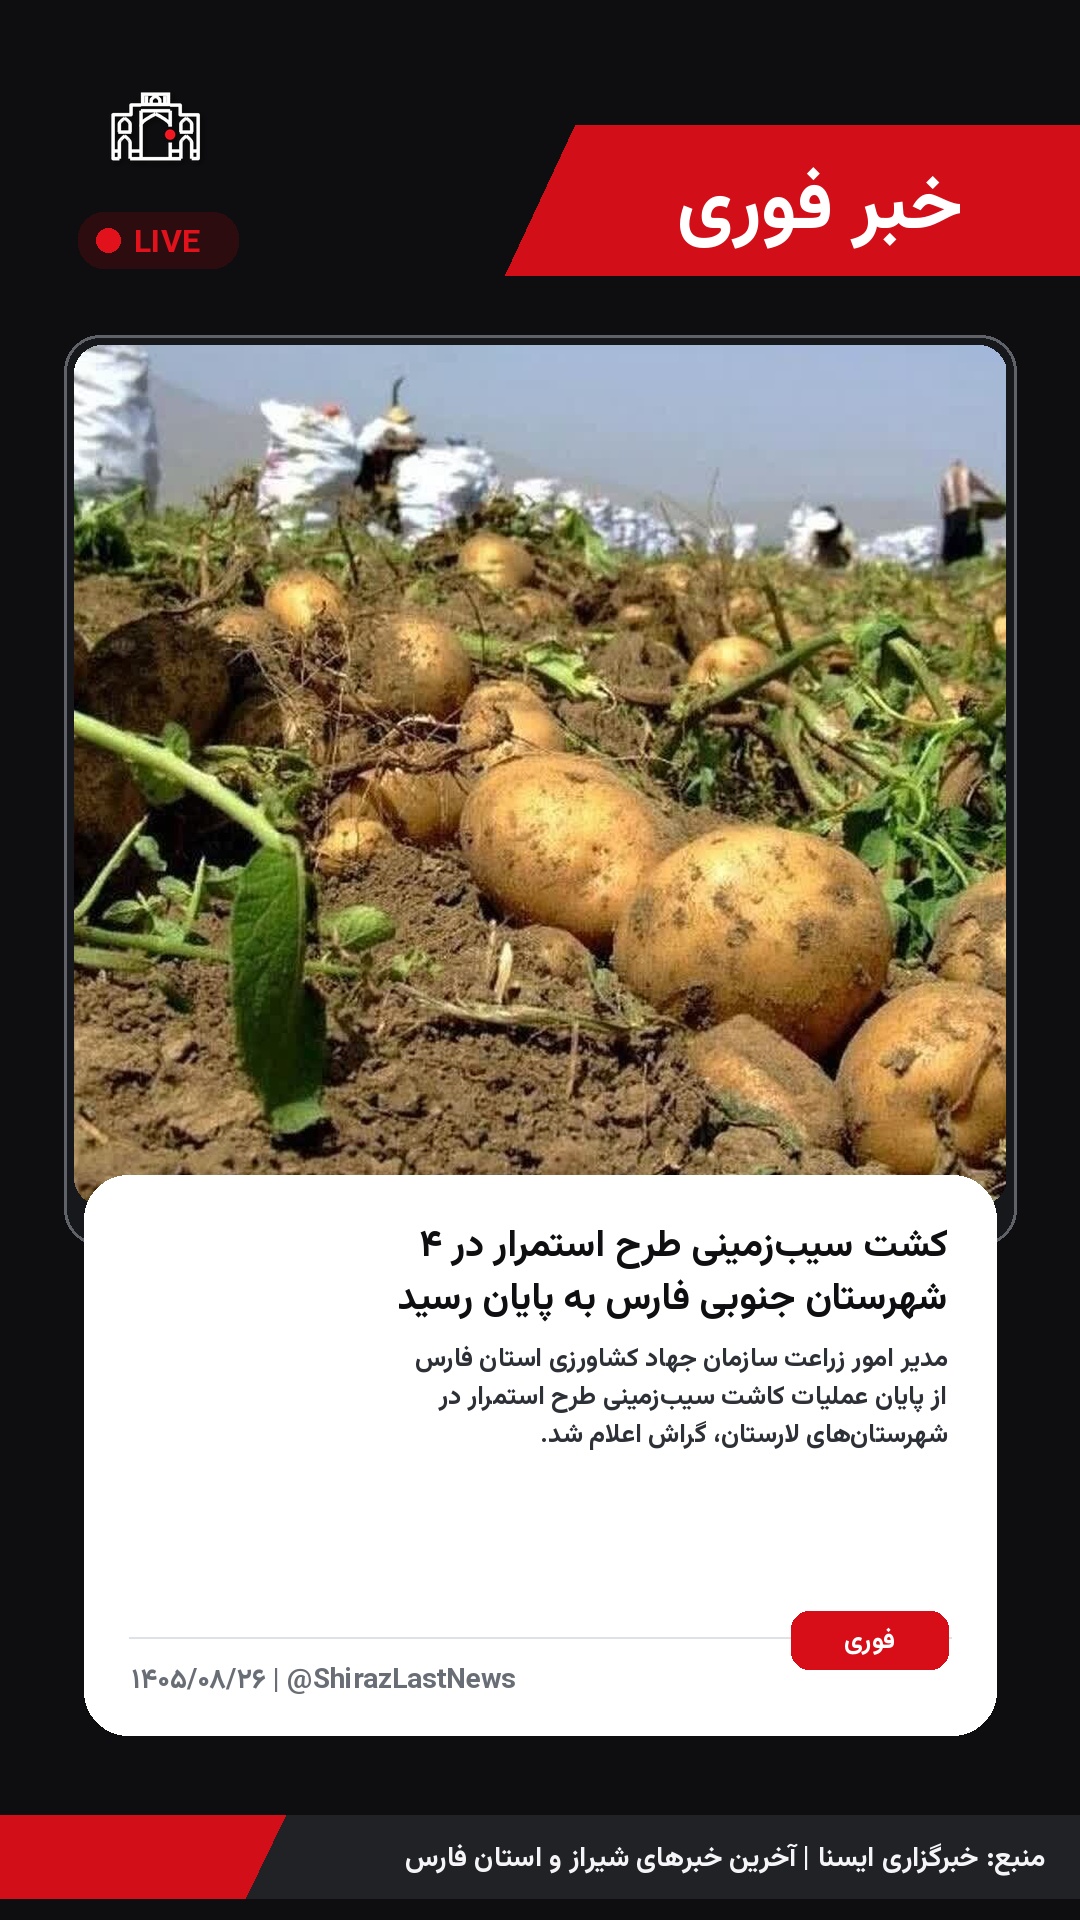 خبر فوری
LIVE
کشت سیب‌زمینی طرح استمرار در ۴
شهرستان جنوبی فارس به پایان رسید
مدیر امور زراعت سازمان جهاد کشاورزی استان فارس
از پایان عملیات کاشت سیب‌زمینی طرح استمرار در
شهرستان‌های لارستان، گراش اعلام شد.
فوری
۱۴۰۵/۰۸/۲۶ | @ShirazLastNews
منبع: خبرگزاری ایسنا | آخرین خبرهای شیراز و استان فارس